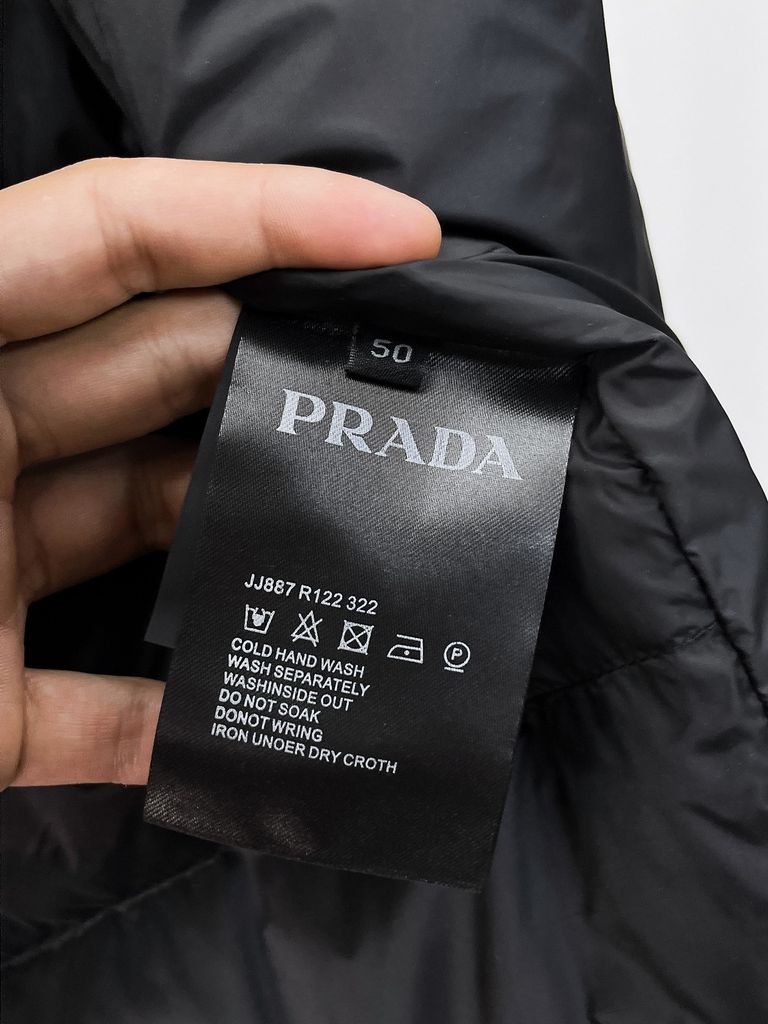 50
PRADA
JJ887 R122 322
P
COLD HAND WASH
WASH SEPARATELY
WASHINSIDE OUT
DO NOT SOAK
DONOT WRING
IRON UNDER DRY CROTH